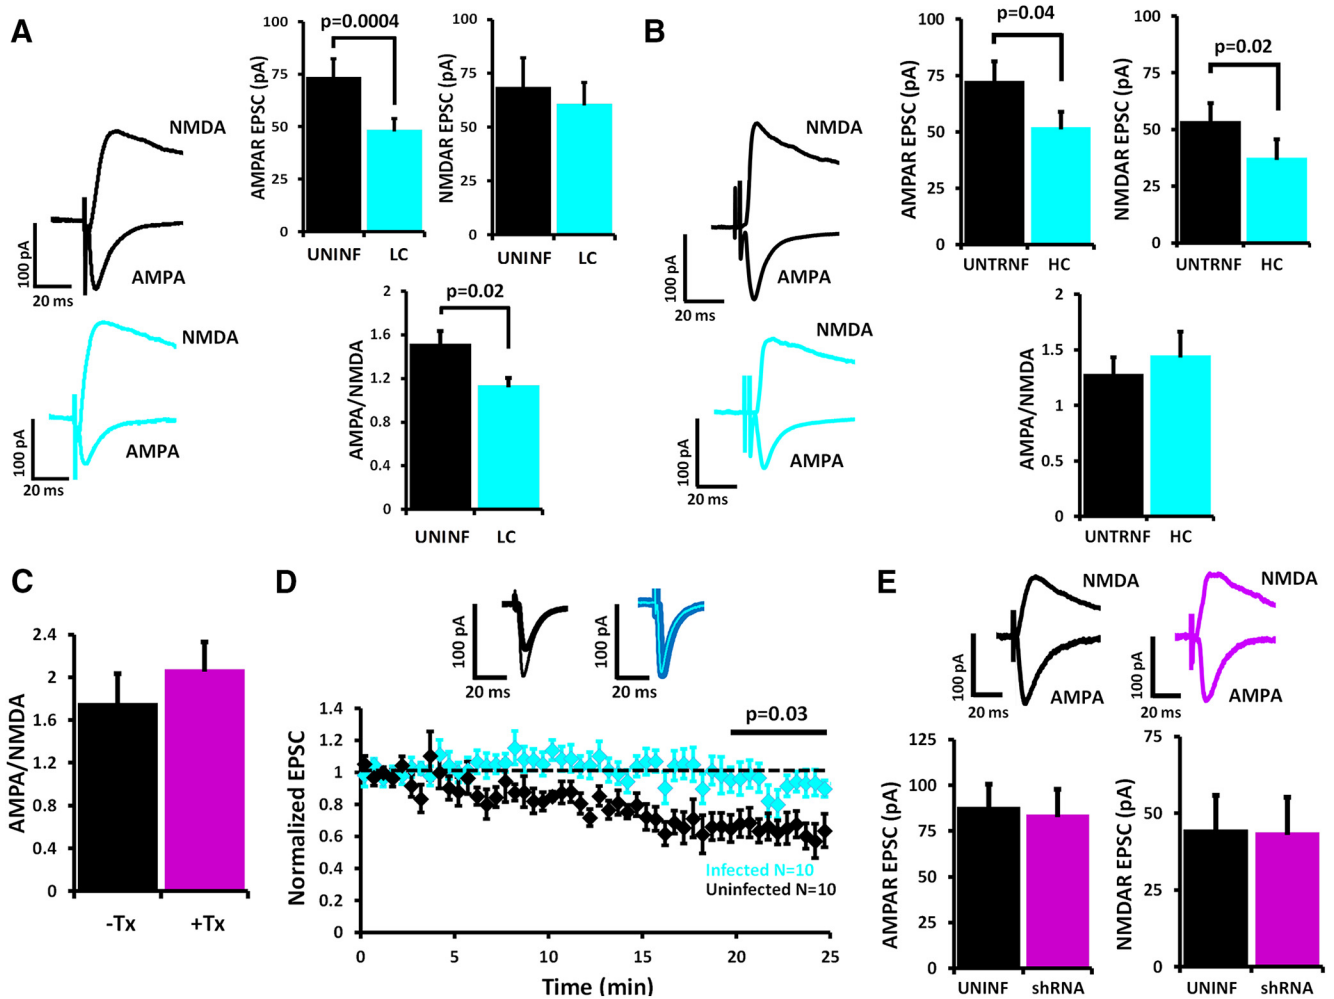 A
NMDA
AMPA
100 pA
20 ms
NMDA
AMPA
100 pA
20 ms
p=0.0004
AMPAR EPSC (pA)
100
75
50
25
0
UNINF LC
NMDAR EPSC (pA)
100
75
50
25
0
UNINF LC
p=0.02
AMPA/NMDA
2
1.6
1.2
0.8
0.4
0
UNINF LC
B
NMDA
AMPA
100 pA
20 ms
NMDA
AMPA
100 pA
20 ms
p=0.04
AMPAR EPSC (pA)
100
75
50
25
0
UNTRNF HC
p=0.02
NMDAR EPSC (pA)
100
75
50
25
0
UNTRNF HC
AMPA/NMDA
2
1.5
1
0.5
0
UNTRNF HC
C
AMPA/NMDA
2.4
2
1.6
1.2
0.8
0.4
0
-Tx +Tx
D
100 pA
20 ms
100 pA
20 ms
p=0.03
Normalized EPSC
1.4
1.2
1
0.8
0.6
0.4
0.2
0
Infected N=10
Uninfected N=10
0 5 10 15 20 25
Time (min)
E
NMDA
AMPA
100 pA
20 ms
NMDA
AMPA
100 pA
20 ms
AMPAR EPSC (pA)
125
100
75
50
25
0
UNINF shRNA
NMDAR EPSC (pA)
75
50
25
0
UNINF shRNA